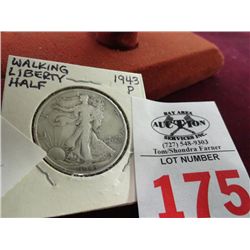 WALKING
LIBERTY
HALF
1943
P
BAY AREA
AUCTION
SERVICES INC.
(727) 548-9303
Tom/Shondra Farner
LOT NUMBER
175